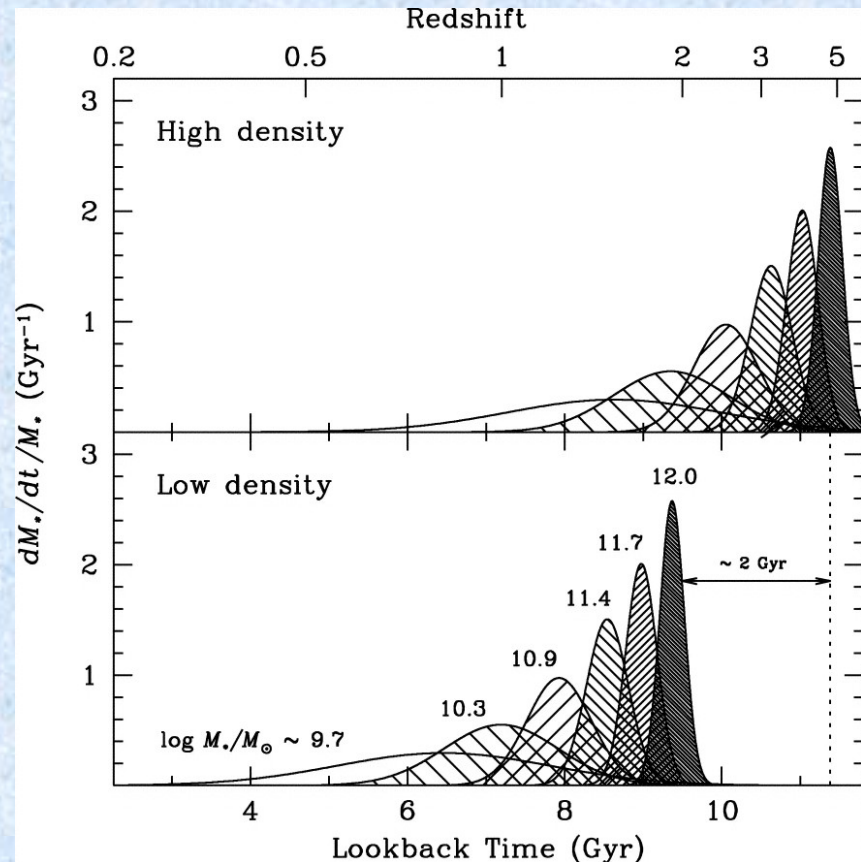 Redshift
0.2 0.5 1 2 3 5
3
High density
2
1
dM*/dt/M* (Gyr⁻¹)
3
Low density
12.0
11.7
2
~ 2 Gyr
11.4
10.9
1
10.3
log M*/M⊙ ~ 9.7
4 6 8 10
Lookback Time (Gyr)